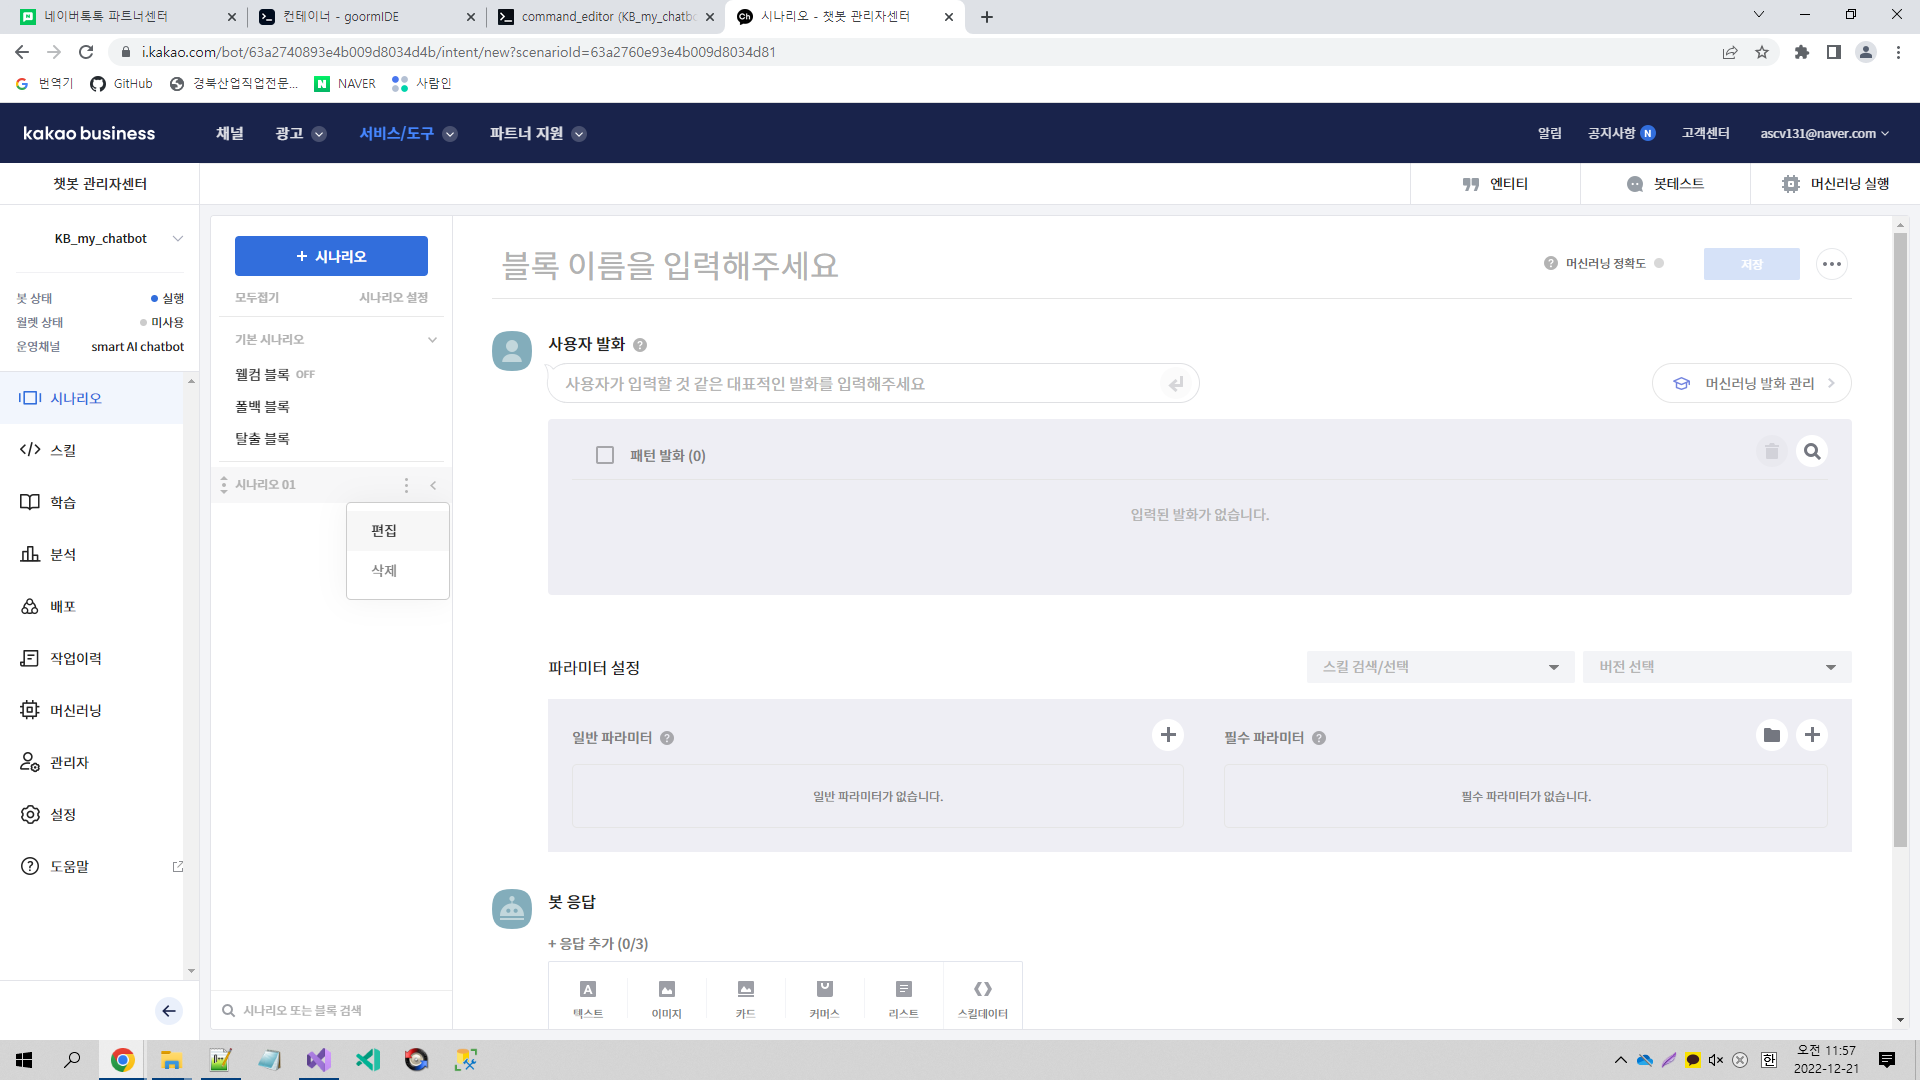 네이버톡톡 파트너센터
컨테이너 - goormIDE
command_editor (KB_my_chatb
시나리오 - 챗봇 관리자센터
i.kakao.com/bot/63a2740893e4b009d8034d4b/intent/new?scenarioId=63a2760e93e4b009d8034d81
번역기
GitHub
경북산업직업전문...
NAVER
사람인
kakao business
채널
광고
서비스/도구
파트너 지원
알림
공지사항 N
고객센터
ascv131@naver.com
챗봇 관리자센터
엔티티
봇테스트
머신러닝 실행
KB_my_chatbot
봇 상태 실행
월렛 상태 미사용
운영채널 smart AI chatbot
시나리오
스킬
학습
분석
배포
작업이력
머신러닝
관리자
설정
도움말
+ 시나리오
모두접기 시나리오 설정
기본 시나리오
웰컴 블록 OFF
폴백 블록
탈출 블록
시나리오 01
편집
삭제
시나리오 또는 블록 검색
블록 이름을 입력해주세요
머신러닝 정확도
저장
사용자 발화
사용자가 입력할 것 같은 대표적인 발화를 입력해주세요
머신러닝 발화 관리
패턴 발화 (0)
입력된 발화가 없습니다.
파라미터 설정
스킬 검색/선택
버전 선택
일반 파라미터
필수 파라미터
일반 파라미터가 없습니다.
필수 파라미터가 없습니다.
봇 응답
+ 응답 추가 (0/3)
텍스트
이미지
카드
커머스
리스트
스킬데이터
한
오전 11:57
2022-12-21